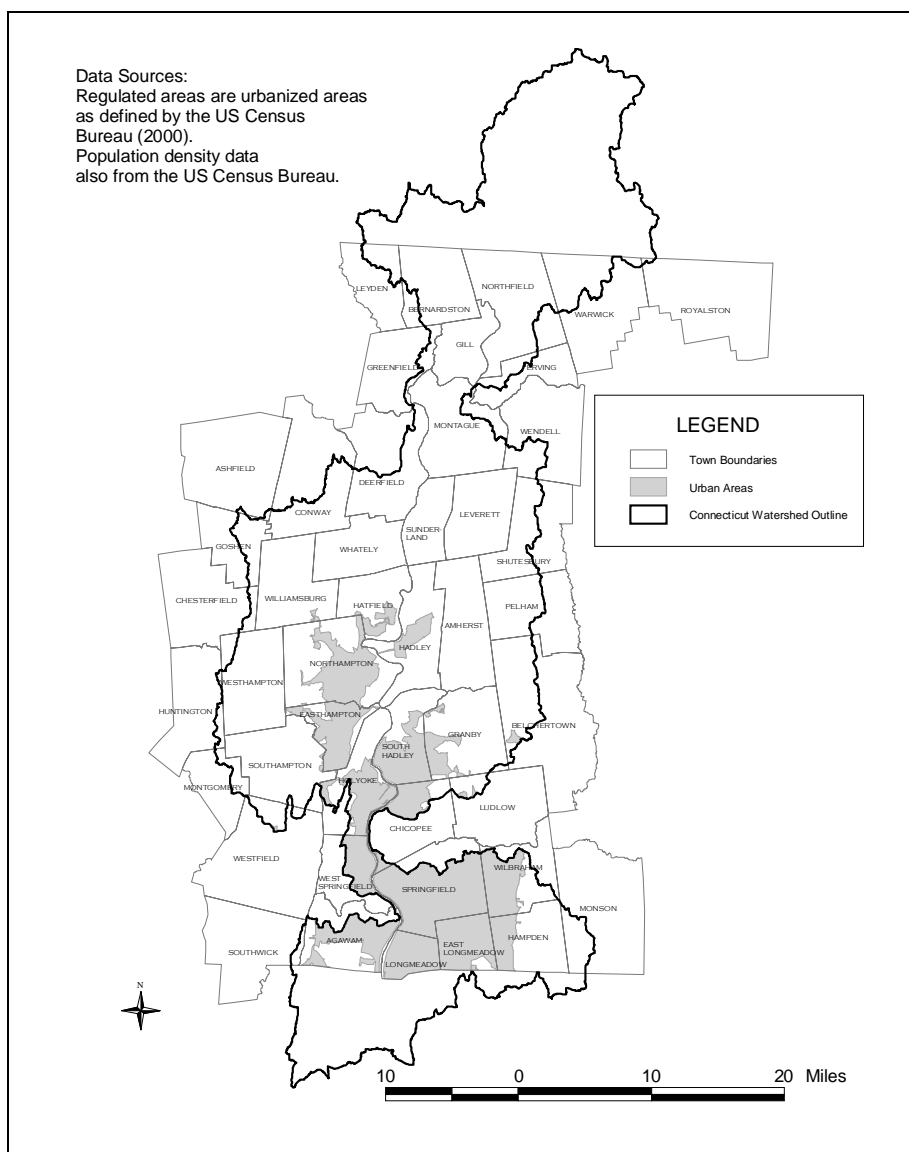 Data Sources:
Regulated areas are urbanized areas
as defined by the US Census
Bureau (2000).
Population density data
also from the US Census Bureau.
LEYDEN
BERNARDSTON
NORTHFIELD
WARWICK
ROYALSTON
GILL
GREENFIELD
ERVING
MONTAGUE
WENDELL
ASHFIELD
DEERFIELD
CONWAY
LEVERETT
SUNDER-
LAND
GOSHEN
WHATELY
SHUTESBURY
CHESTERFIELD
WILLIAMSBURG
HATFIELD
PELHAM
AMHERST
HADLEY
NORTHAMPTON
WESTHAMPTON
HUNTINGTON
EASTHAMPTON
BELCHERTOWN
GRANBY
SOUTH
HADLEY
SOUTHAMPTON
HOLYOKE
MONTGOMERY
LUDLOW
CHICOPEE
WESTFIELD
WEST
SPRINGFIELD
SPRINGFIELD
WILBRAHAM
MONSON
AGAWAM
SOUTHWICK
EAST
LONGMEADOW
HAMPDEN
LONGMEADOW
LEGEND
Town Boundaries
Urban Areas
Connecticut Watershed Outline
N
10 0 10 20 Miles